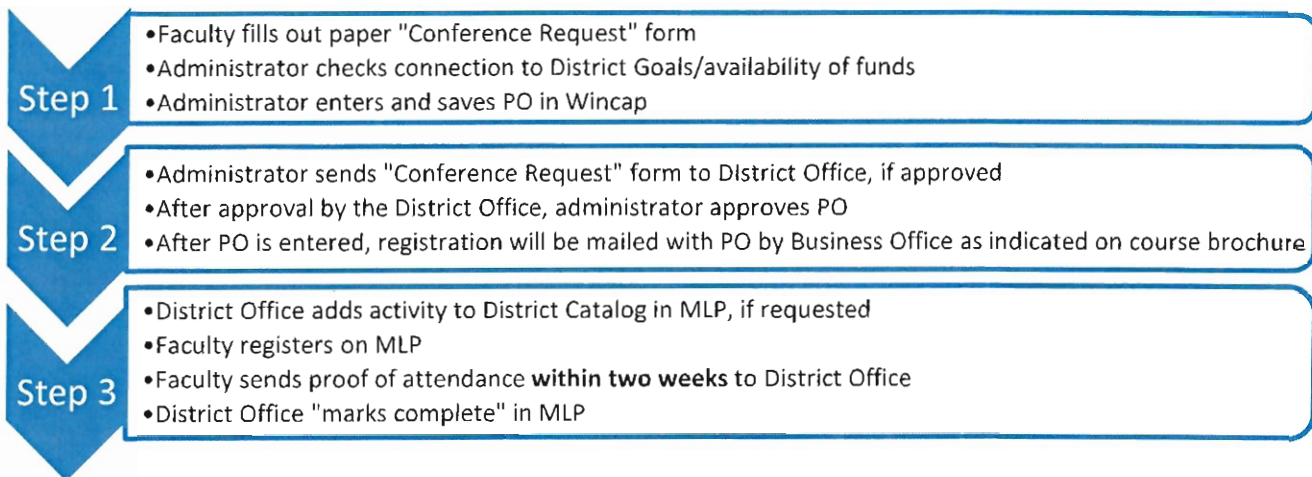 Step 1
•Faculty fills out paper "Conference Request" form
•Administrator checks connection to District Goals/availability of funds
•Administrator enters and saves PO in Wincap
Step 2
•Administrator sends "Conference Request" form to District Office, if approved
•After approval by the District Office, administrator approves PO
•After PO is entered, registration will be mailed with PO by Business Office as indicated on course brochure
Step 3
•District Office adds activity to District Catalog in MLP, if requested
•Faculty registers on MLP
•Faculty sends proof of attendance within two weeks to District Office
•District Office "marks complete" in MLP